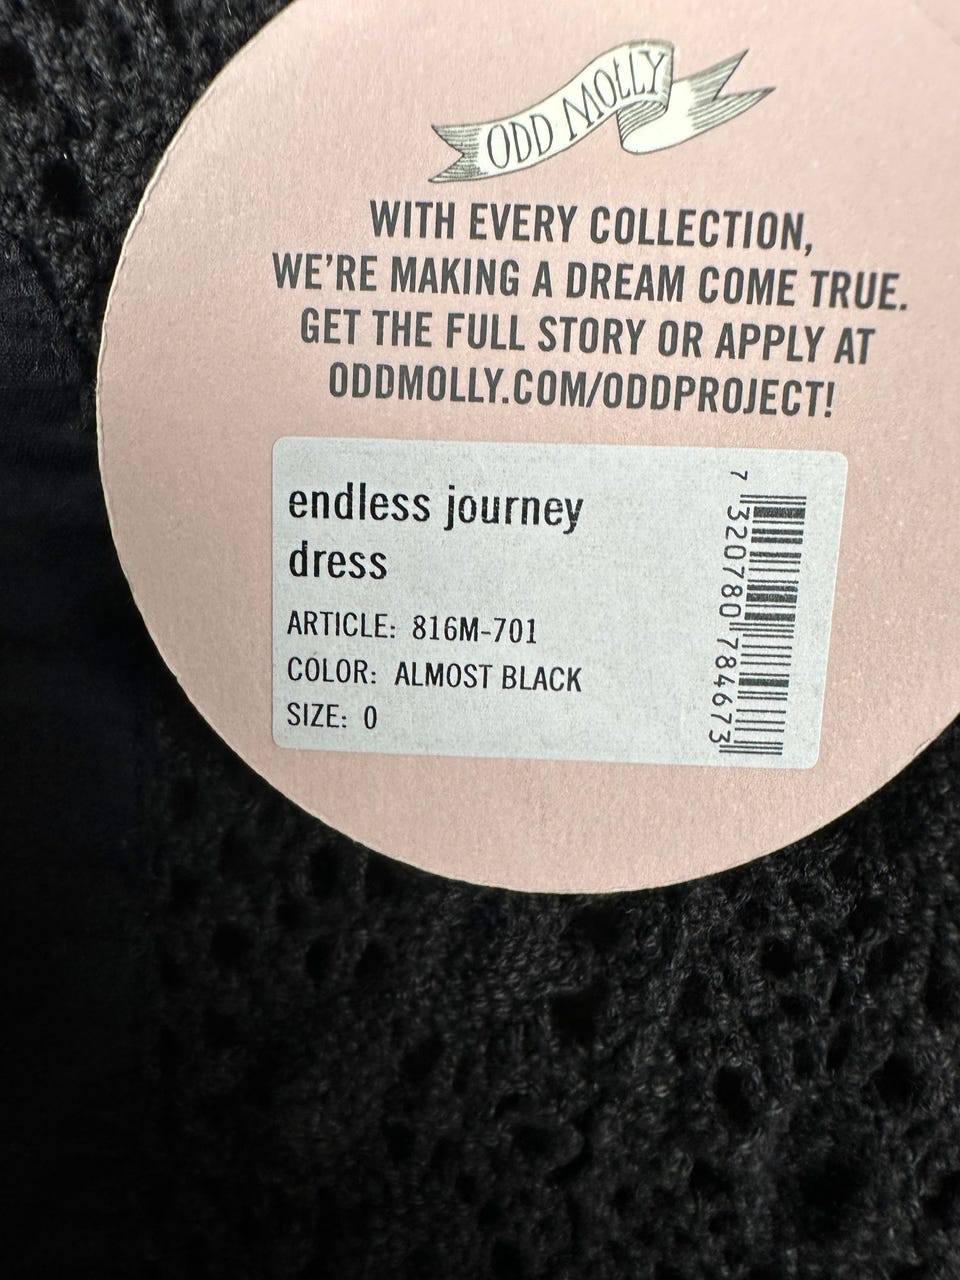 ODD MOLLY
WITH EVERY COLLECTION,
WE'RE MAKING A DREAM COME TRUE.
GET THE FULL STORY OR APPLY AT
ODDMOLLY.COM/ODDPROJECT!
endless journey
dress
ARTICLE: 816M-701
COLOR: ALMOST BLACK
SIZE: 0
7 320780 784673